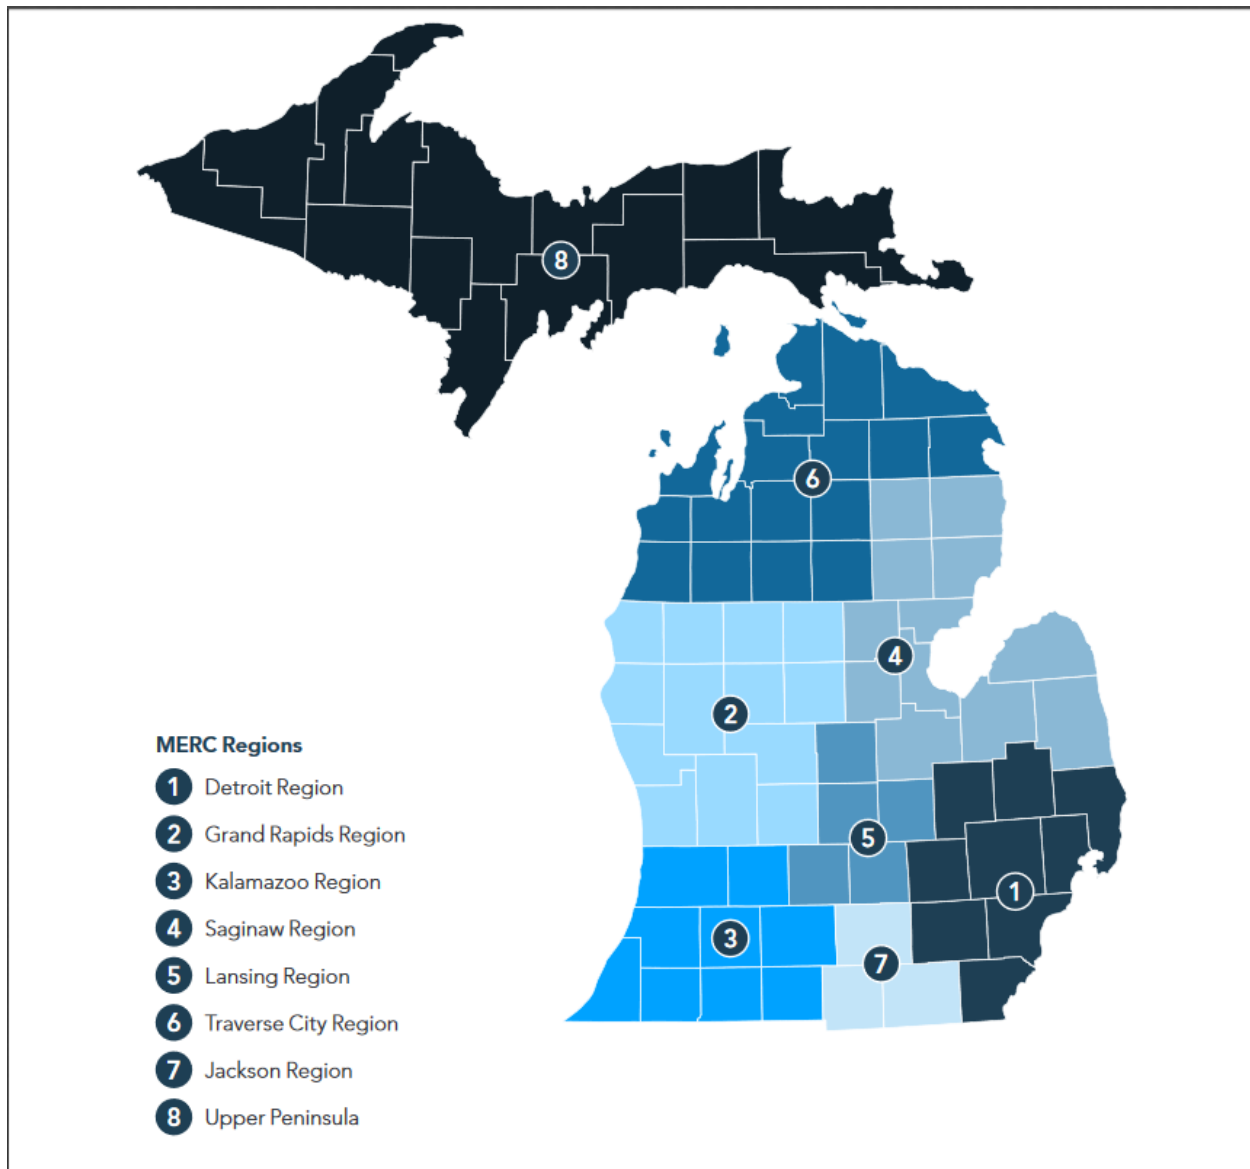 8
6
4
2
5
1
3
7
MERC Regions
1 Detroit Region
2 Grand Rapids Region
3 Kalamazoo Region
4 Saginaw Region
5 Lansing Region
6 Traverse City Region
7 Jackson Region
8 Upper Peninsula